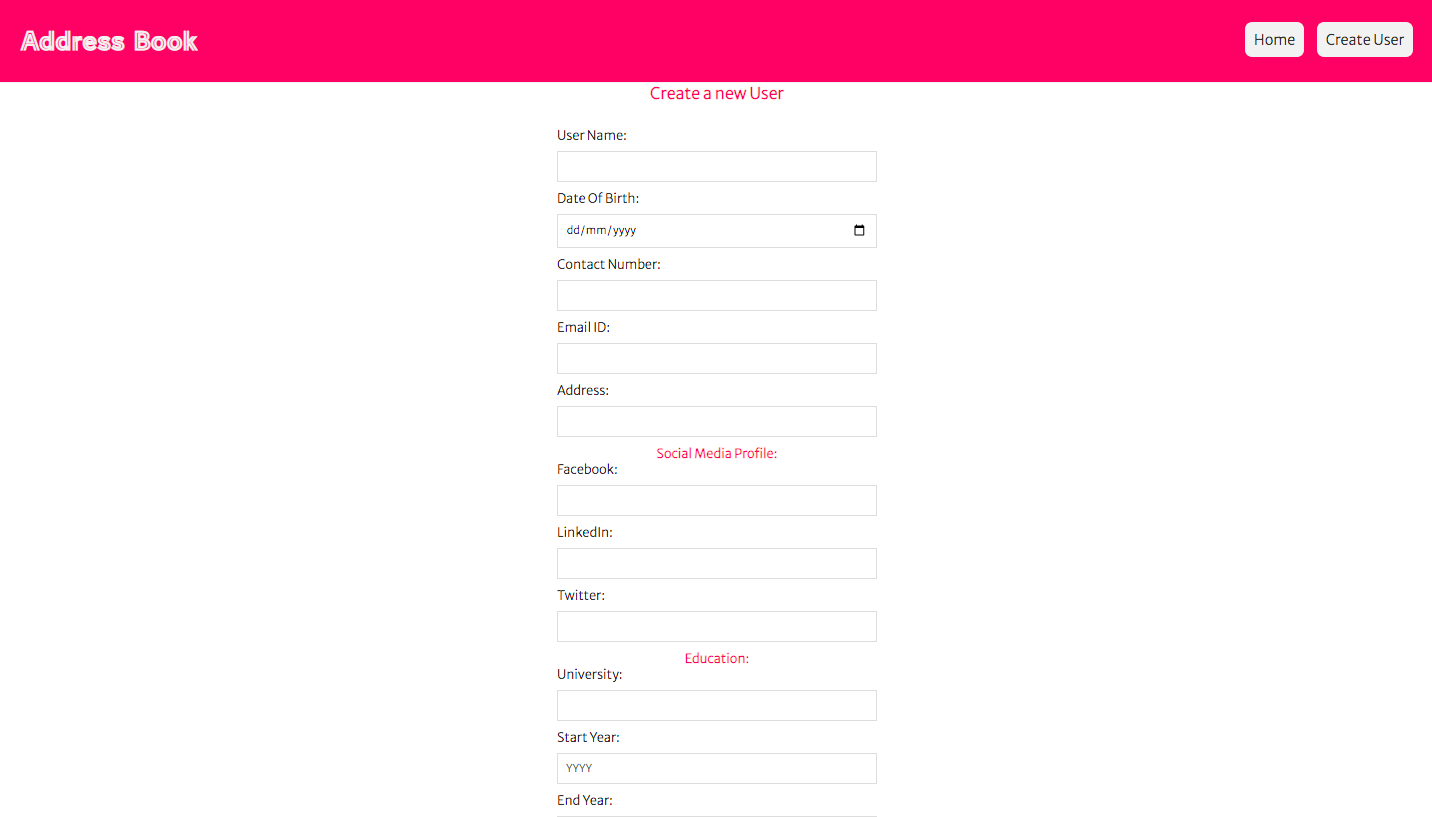 Address Book
Home
Create User
Create a new User
User Name:
Date Of Birth:
dd/mm/yyyy
Contact Number:
Email ID:
Address:
Social Media Profile:
Facebook:
LinkedIn:
Twitter:
Education:
University:
Start Year:
YYYY
End Year: